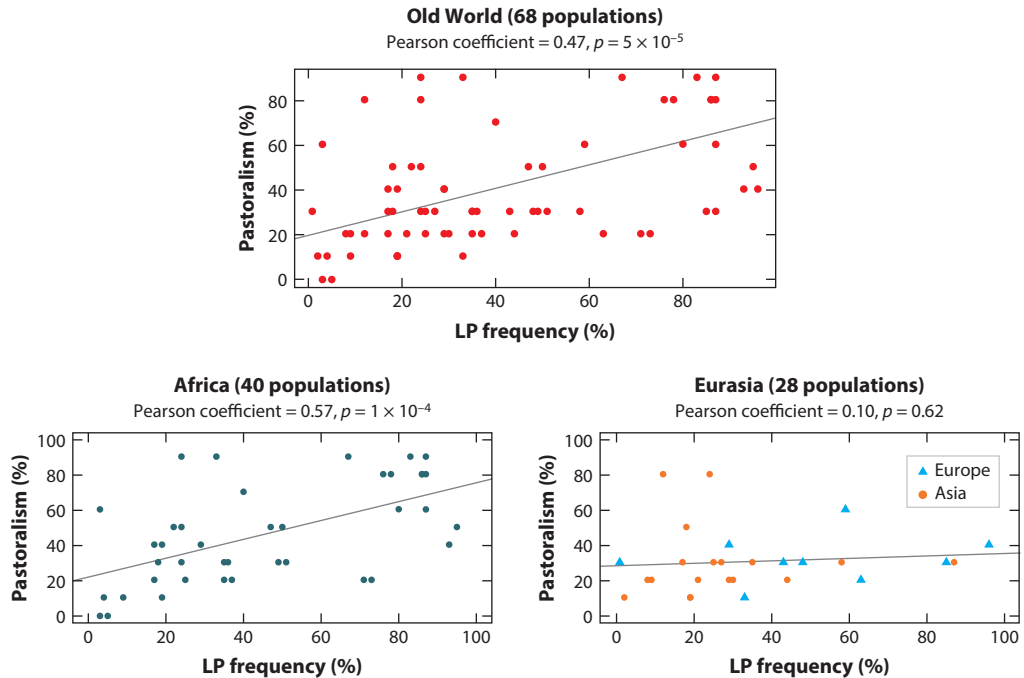 Old World (68 populations)
Pearson coefficient = 0.47, p = 5 × 10⁻⁵
Pastoralism (%)
80
60
40
20
0
0 20 40 60 80
LP frequency (%)
Africa (40 populations)
Pearson coefficient = 0.57, p = 1 × 10⁻⁴
Pastoralism (%)
100
80
60
40
20
0
0 20 40 60 80 100
LP frequency (%)
Eurasia (28 populations)
Pearson coefficient = 0.10, p = 0.62
Pastoralism (%)
100
80
60
40
20
0
Europe
Asia
0 20 40 60 80 100
LP frequency (%)